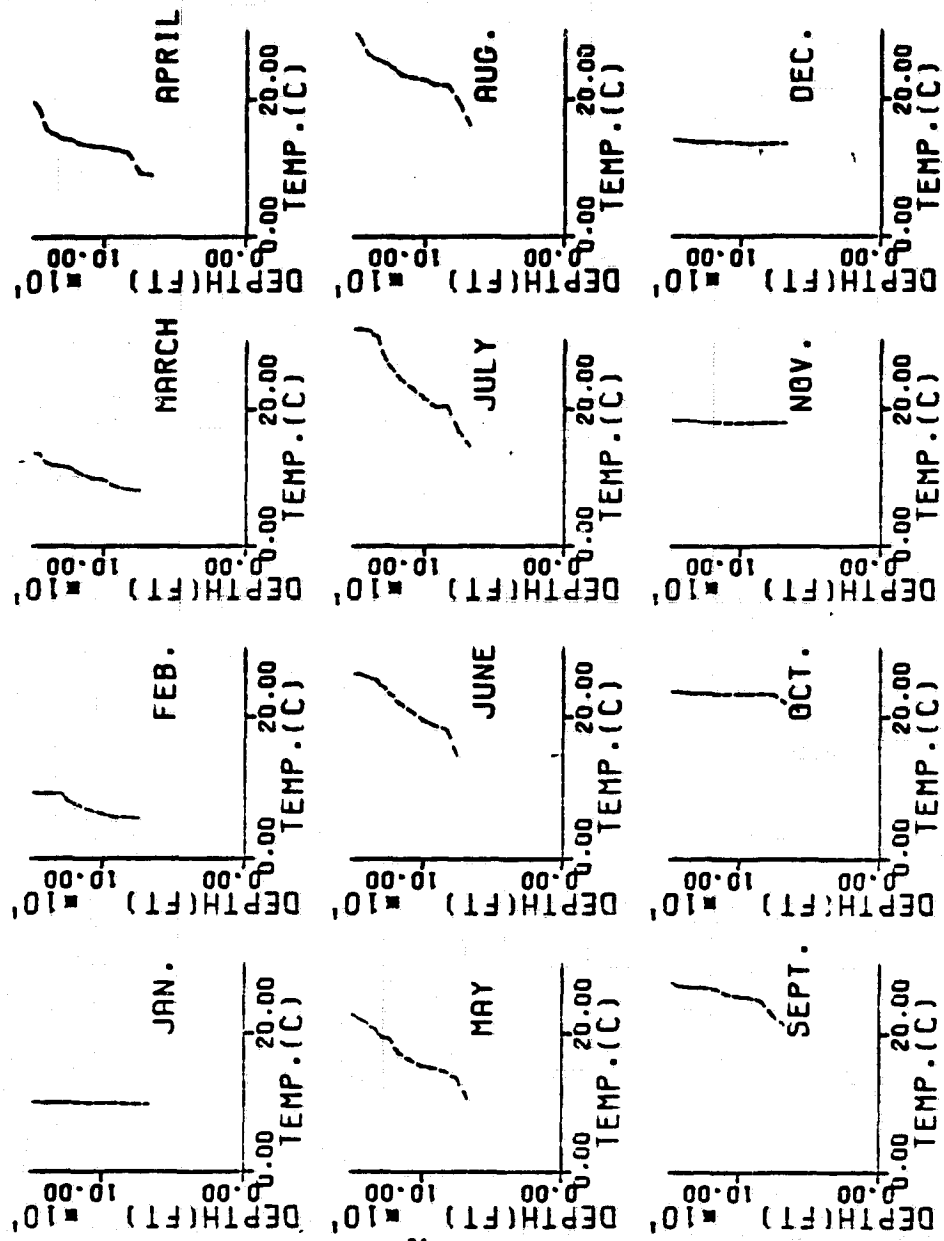 DEPTH(FT) *10¹
0.00 10.00
0.00 20.00
TEMP.(C)
JAN.
DEPTH(FT) *10¹
0.00 10.00
0.00 20.00
TEMP.(C)
FEB.
DEPTH(FT) *10¹
0.00 10.00
0.00 20.00
TEMP.(C)
MARCH
DEPTH(FT) *10¹
0.00 10.00
0.00 20.00
TEMP.(C)
APRIL
DEPTH(FT) *10¹
0.00 10.00
0.00 20.00
TEMP.(C)
MAY
DEPTH(FT) *10¹
0.00 10.00
0.00 20.00
TEMP.(C)
JUNE
DEPTH(FT) *10¹
0.00 10.00
0.00 20.00
TEMP.(C)
JULY
DEPTH(FT) *10¹
0.00 10.00
0.00 20.00
TEMP.(C)
AUG.
DEPTH(FT) *10¹
0.00 10.00
0.00 20.00
TEMP.(C)
SEPT.
DEPTH(FT) *10¹
0.00 10.00
0.00 20.00
TEMP.(C)
OCT.
DEPTH(FT) *10¹
0.00 10.00
0.00 20.00
TEMP.(C)
NOV.
DEPTH(FT) *10¹
0.00 10.00
0.00 20.00
TEMP.(C)
DEC.